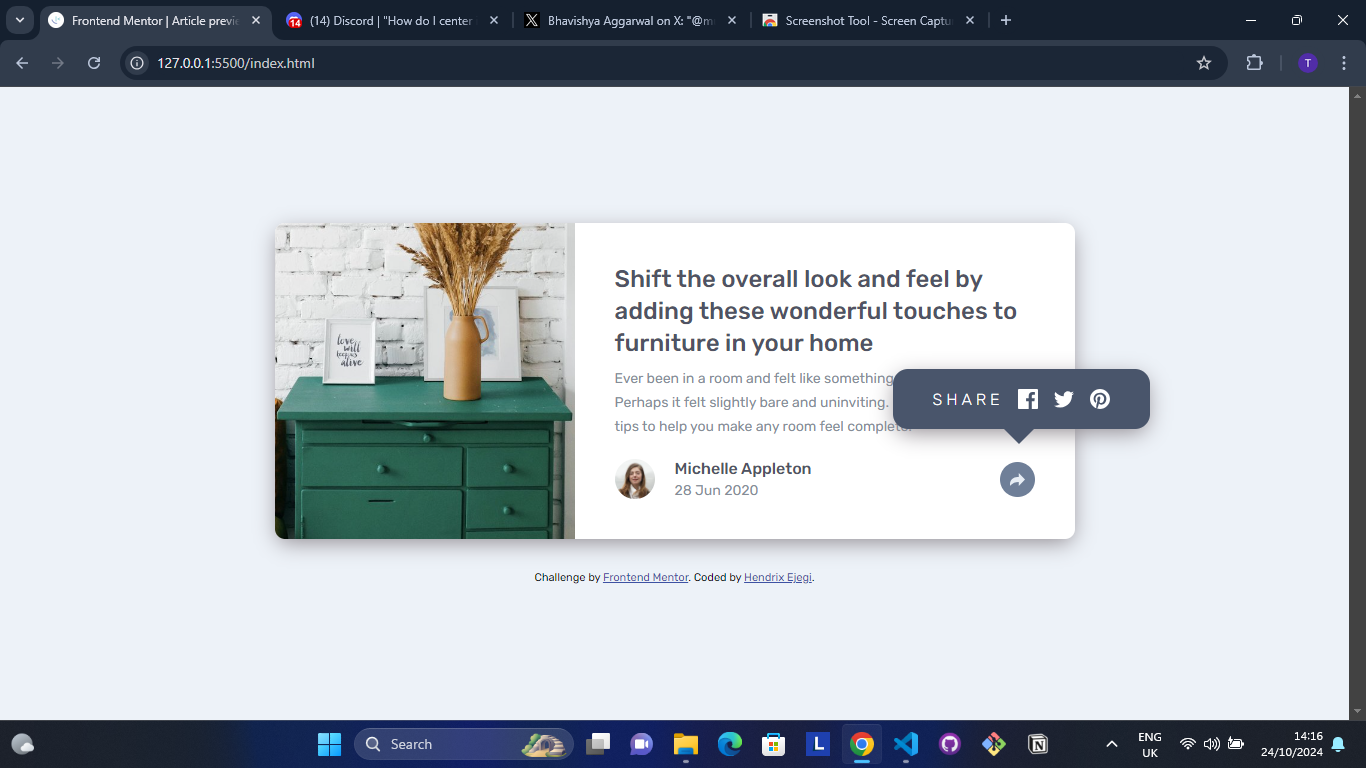 Frontend Mentor | Article previe
(14) Discord | "How do I center
Bhavishya Aggarwal on X: "@m
Screenshot Tool - Screen Captu
127.0.0.1:5500/index.html
T
love
will
keep us
alive
Shift the overall look and feel by
adding these wonderful touches to
furniture in your home
Ever been in a room and felt like something
Perhaps it felt slightly bare and uninviting.
tips to help you make any room feel complete.
SHARE
Michelle Appleton
28 Jun 2020
Challenge by Frontend Mentor. Coded by Hendrix Ejegi.
Search
L
ENG
UK
14:16
24/10/2024